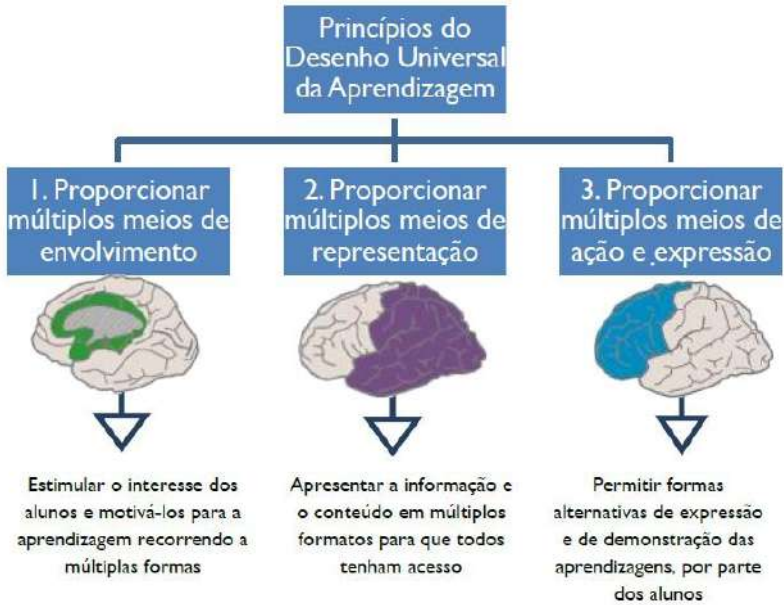 Princípios do
Desenho Universal
da Aprendizagem
1. Proporcionar
múltiplos meios de
envolvimento
2. Proporcionar
múltiplos meios de
representação
3. Proporcionar
múltiplos meios de
ação e expressão
Estimular o interesse dos
alunos e motivá-los para a
aprendizagem recorrendo a
múltiplas formas
Apresentar a informação e
o conteúdo em múltiplos
formatos para que todos
tenham acesso
Permitir formas
alternativas de expressão
e de demonstração das
aprendizagens, por parte
dos alunos